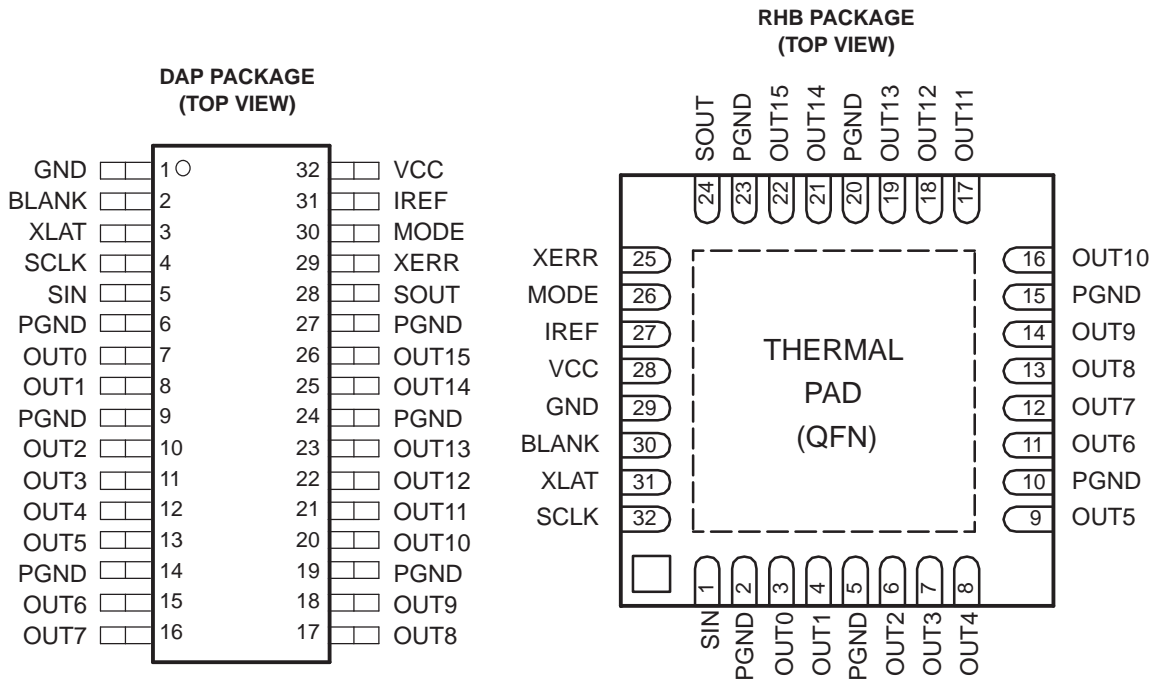 DAP PACKAGE
(TOP VIEW)
GND 1 32 VCC
BLANK 2 31 IREF
XLAT 3 30 MODE
SCLK 4 29 XERR
SIN 5 28 SOUT
PGND 6 27 PGND
OUT0 7 26 OUT15
OUT1 8 25 OUT14
PGND 9 24 PGND
OUT2 10 23 OUT13
OUT3 11 22 OUT12
OUT4 12 21 OUT11
OUT5 13 20 OUT10
PGND 14 19 PGND
OUT6 15 18 OUT9
OUT7 16 17 OUT8
RHB PACKAGE
(TOP VIEW)
SOUT PGND OUT15 OUT14 PGND OUT13 OUT12 OUT11
24 23 22 21 20 19 18 17
XERR 25 16 OUT10
MODE 26 15 PGND
IREF 27 14 OUT9
VCC 28 13 OUT8
GND 29 12 OUT7
BLANK 30 11 OUT6
XLAT 31 10 PGND
SCLK 32 9 OUT5
THERMAL
PAD
(QFN)
1 2 3 4 5 6 7 8
SIN PGND OUT0 OUT1 PGND OUT2 OUT3 OUT4